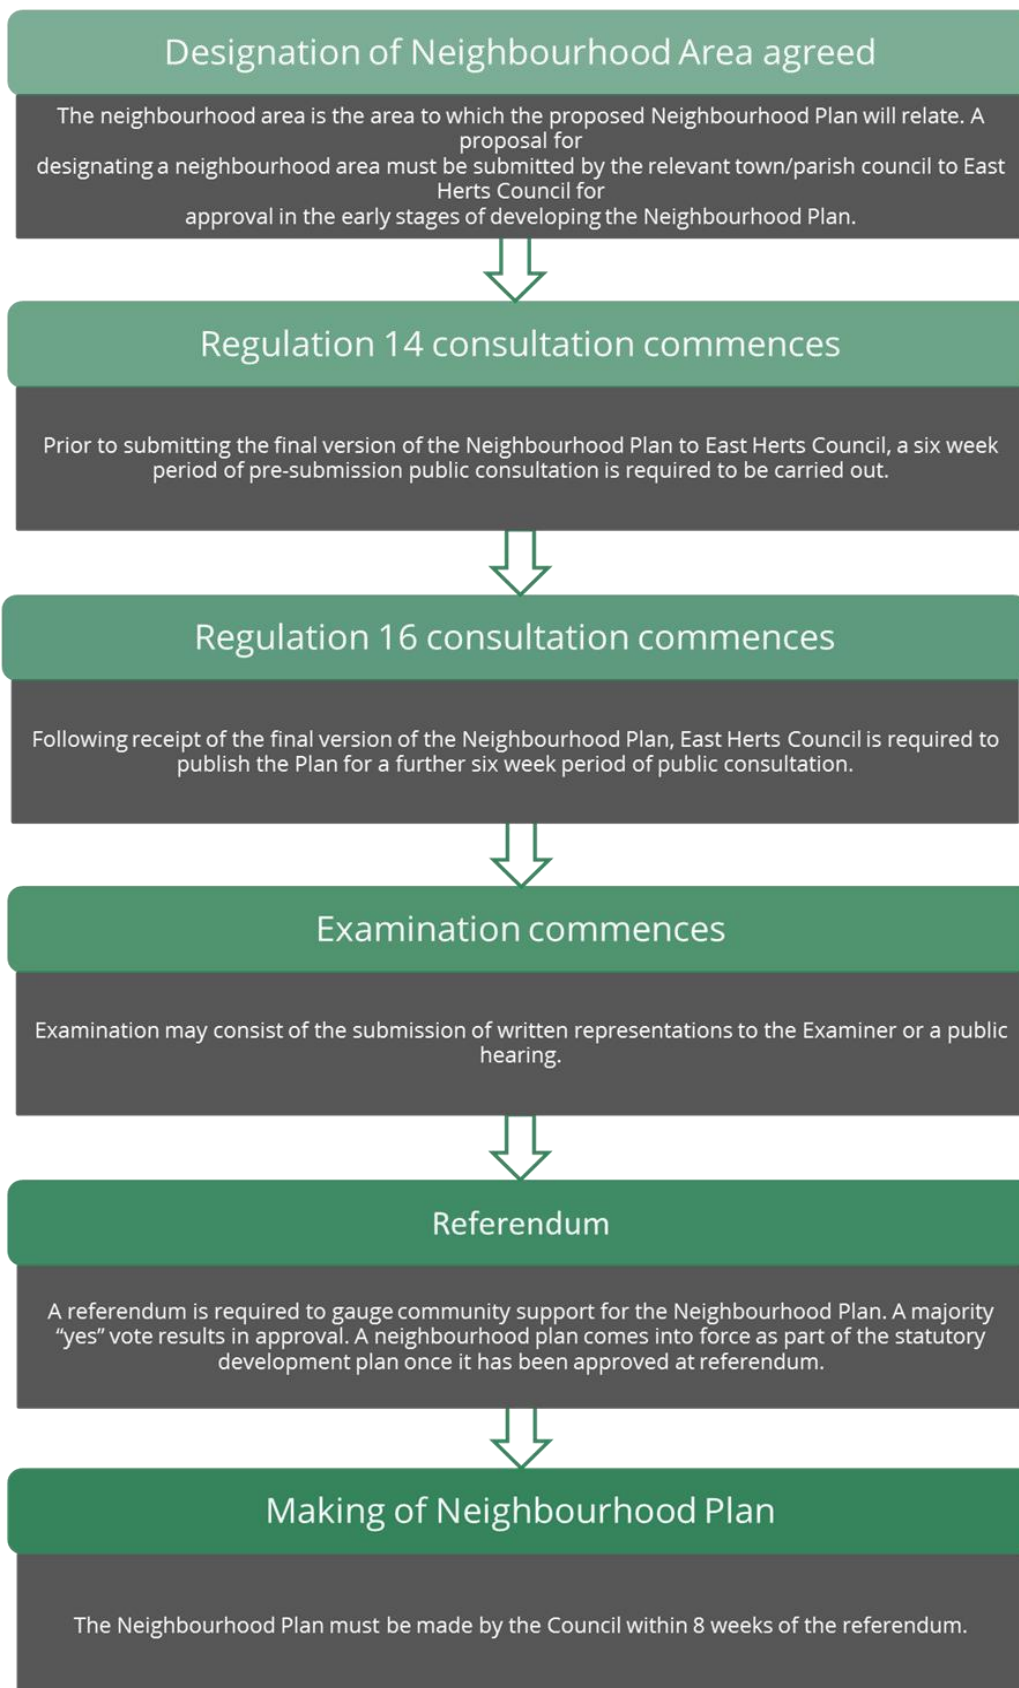 Designation of Neighbourhood Area agreed
The neighbourhood area is the area to which the proposed Neighbourhood Plan will relate. A
proposal for
designating a neighbourhood area must be submitted by the relevant town/parish council to East
Herts Council for
approval in the early stages of developing the Neighbourhood Plan.
Regulation 14 consultation commences
Prior to submitting the final version of the Neighbourhood Plan to East Herts Council, a six week
period of pre-submission public consultation is required to be carried out.
Regulation 16 consultation commences
Following receipt of the final version of the Neighbourhood Plan, East Herts Council is required to
publish the Plan for a further six week period of public consultation.
Examination commences
Examination may consist of the submission of written representations to the Examiner or a public
hearing.
Referendum
A referendum is required to gauge community support for the Neighbourhood Plan. A majority
“yes” vote results in approval. A neighbourhood plan comes into force as part of the statutory
development plan once it has been approved at referendum.
Making of Neighbourhood Plan
The Neighbourhood Plan must be made by the Council within 8 weeks of the referendum.